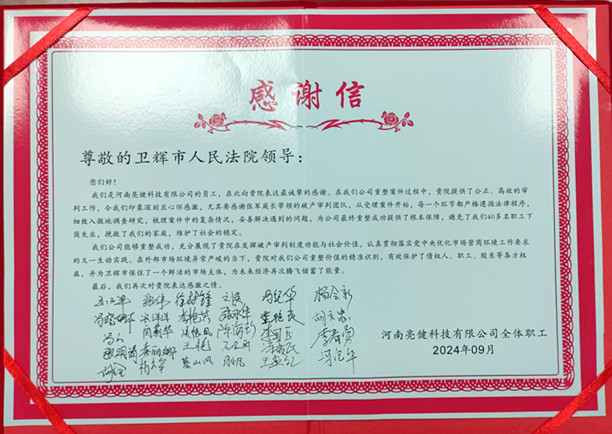 感谢信
尊敬的卫辉市人民法院领导：
您们好！
我们是河南亮健科技有限公司的员工，在此向贵院表达最诚挚的感谢。在我们公司重整案件过程中，贵院提供了公正、高效的审
判工作，令我们印象深刻且心怀感激，尤其要感谢张军庭长带领的破产审判团队，从受理案件开始，每一个环节都严格遵循法律程序，
细致入微地调查研究，梳理案件中的复杂情况，妥善解决遇到的问题，为公司最终重整成功提供了根本保障，避免了我们40多名职工下
岗失业，挽救了我们的家庭，维护了社会的稳定。
我们公司能够重整成功，充分展现了贵院在发挥破产审判制度功能与社会价值，认真贯彻落实党中央优化市场营商环境工作要求
的又一生动实践。在外部市场环境异常严峻的当下，贵院对我们公司重整价值的精准识别，有效保护了债权人、职工、股东等各方权
益，并为卫辉市保住了一个鲜活的市场主体，为未来经济再次腾飞储蓄了能量。
最后，我们再次对贵院表达感激之情。
河南亮健科技有限公司全体职工
2024年09月